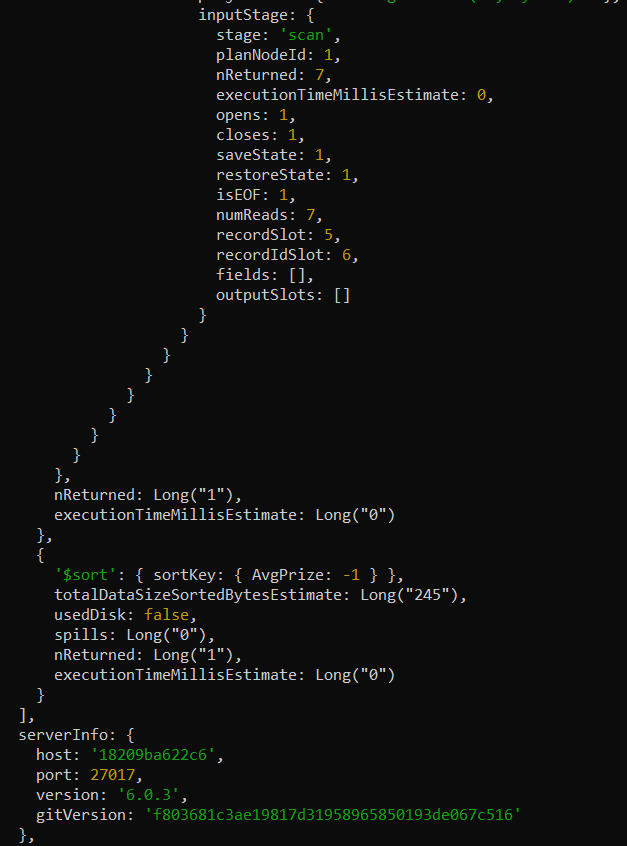 inputStage: {
stage: 'scan',
planNodeId: 1,
nReturned: 7,
executionTimeMillisEstimate: 0,
opens: 1,
closes: 1,
saveState: 1,
restoreState: 1,
isEOF: 1,
numReads: 7,
recordSlot: 5,
recordIdSlot: 6,
fields: [],
outputSlots: []
}
}
}
}
}
}
}
}
},
nReturned: Long("1"),
executionTimeMillisEstimate: Long("0")
},
{
'$sort': { sortKey: { AvgPrize: -1 } },
totalDataSizeSortedBytesEstimate: Long("245"),
usedDisk: false,
spills: Long("0"),
nReturned: Long("1"),
executionTimeMillisEstimate: Long("0")
}
],
serverInfo: {
host: '18209ba622c6',
port: 27017,
version: '6.0.3',
gitVersion: 'f803681c3ae19817d31958965850193de067c516'
},